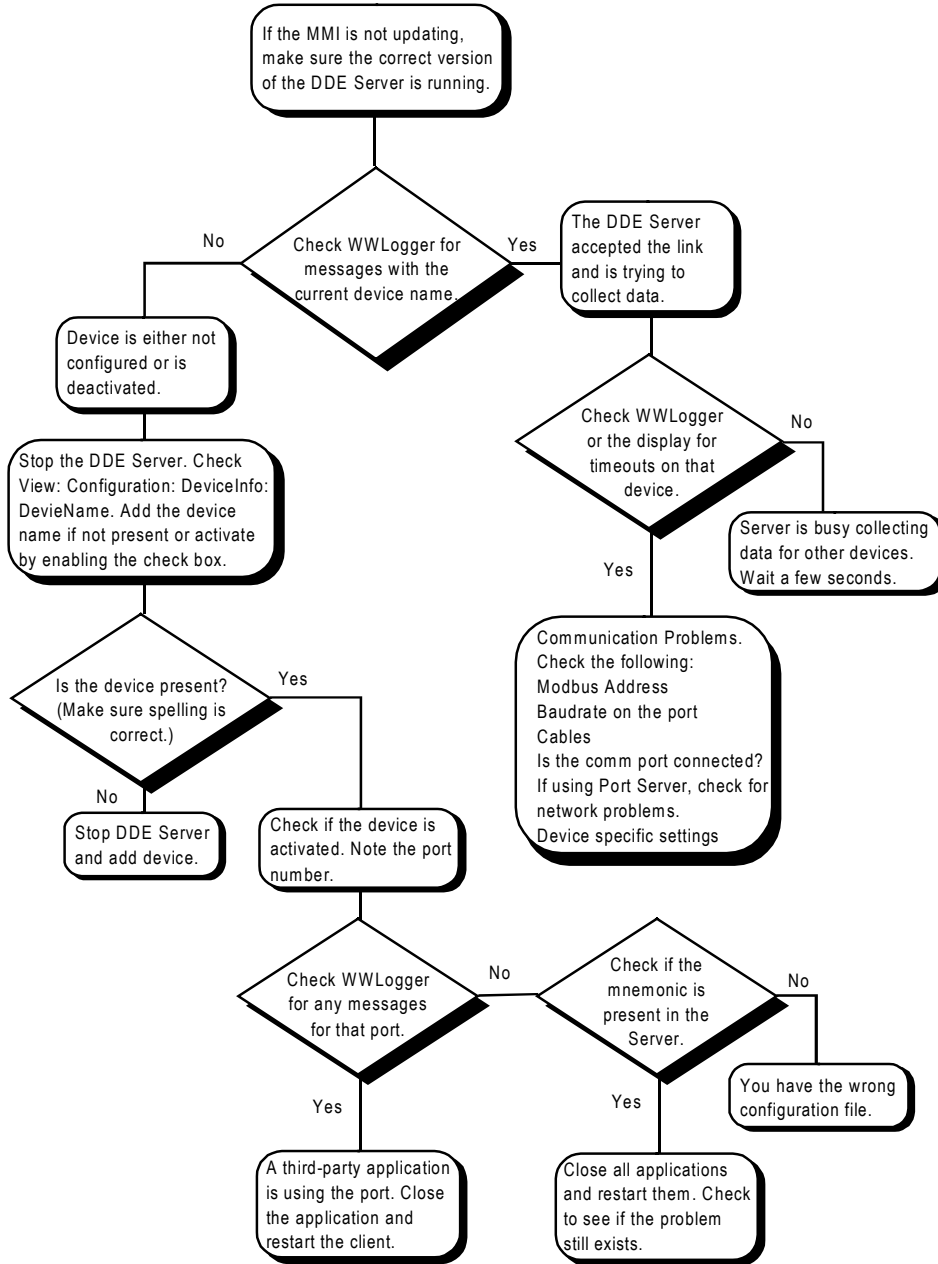 If the MMI is not updating,
make sure the correct version
of the DDE Server is running.
Check WWLogger for
messages with the
current device name.
No
Yes
The DDE Server
accepted the link
and is trying to
collect data.
Device is either not
configured or is
deactivated.
Check WWLogger
or the display for
timeouts on that
device.
No
Yes
Server is busy collecting
data for other devices.
Wait a few seconds.
Stop the DDE Server. Check
View: Configuration: DeviceInfo:
DevieName. Add the device
name if not present or activate
by enabling the check box.
Communication Problems.
Check the following:
Modbus Address
Baudrate on the port
Cables
Is the comm port connected?
If using Port Server, check for
network problems.
Device specific settings
Is the device present?
(Make sure spelling is
correct.)
Yes
No
Stop DDE Server
and add device.
Check if the device is
activated. Note the port
number.
Check WWLogger
for any messages
for that port.
No
Yes
Check if the
mnemonic is
present in the
Server.
No
Yes
You have the wrong
configuration file.
A third-party application
is using the port. Close
the application and
restart the client.
Close all applications
and restart them. Check
to see if the problem
still exists.